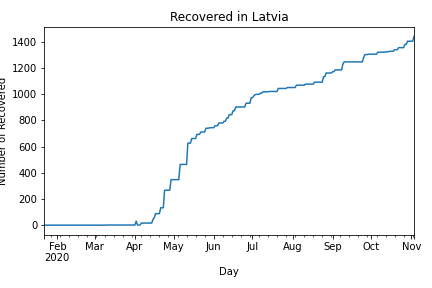 Recovered in Latvia
Number of Recovered
1400
1200
1000
800
600
400
200
0
Feb Mar Apr May Jun Jul Aug Sep Oct Nov
2020
Day